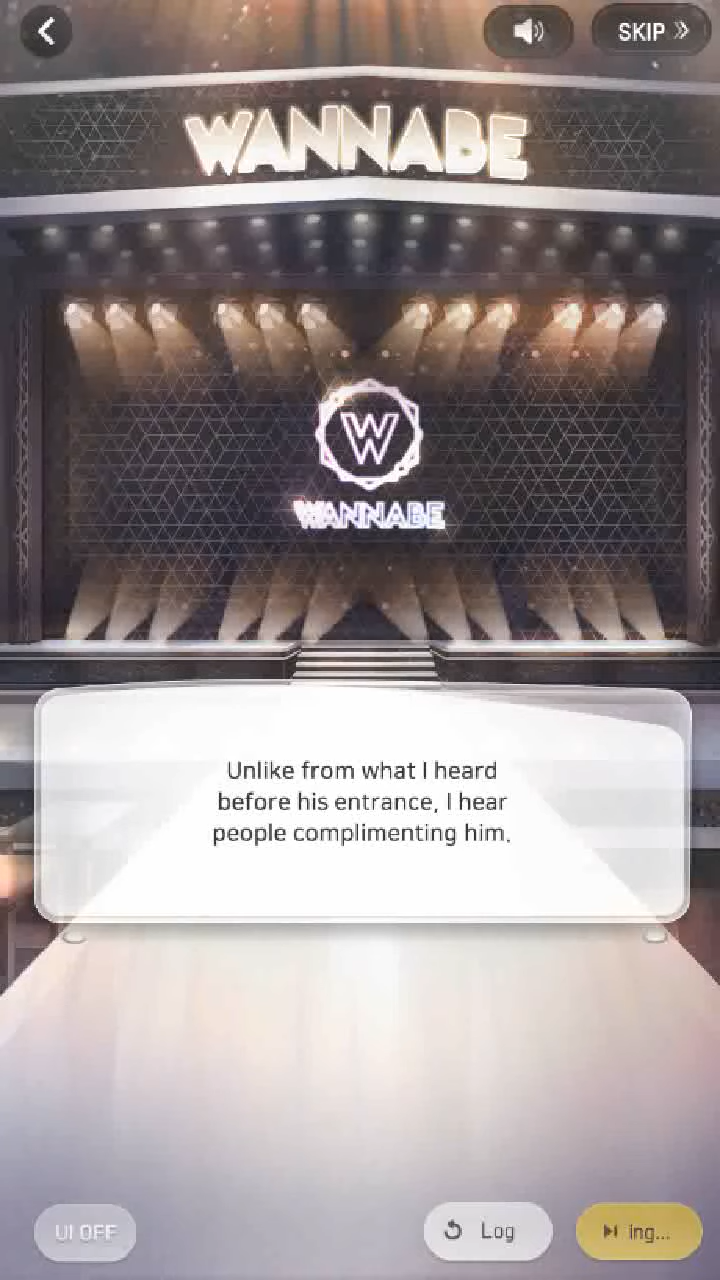 SKIP
WANNABE
W
WANNABE
Unlike from what I heard
before his entrance, I hear
people complimenting him.
UI OFF
Log
ing...